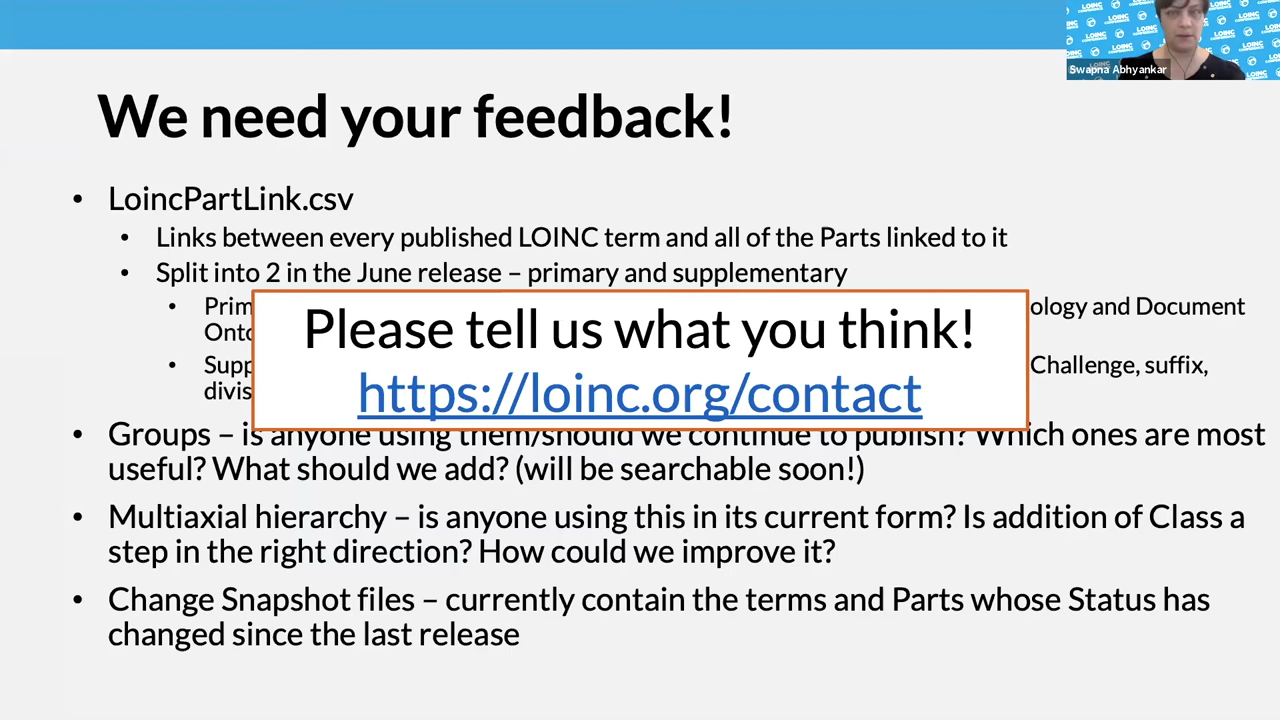 LOINC
Swapna Abhyankar
We need your feedback!
• LoincPartLink.csv
• Links between every published LOINC term and all of the Parts linked to it
• Split into 2 in the June release – primary and supplementary
and Document
Challenge, suffix,
Please tell us what you think!
https://loinc.org/contact
• Groups – is anyone using them/should we continue to publish? Which ones are most
useful? What should we add? (will be searchable soon!)
• Multiaxial hierarchy – is anyone using this in its current form? Is addition of Class a
step in the right direction? How could we improve it?
• Change Snapshot files – currently contain the terms and Parts whose Status has
changed since the last release